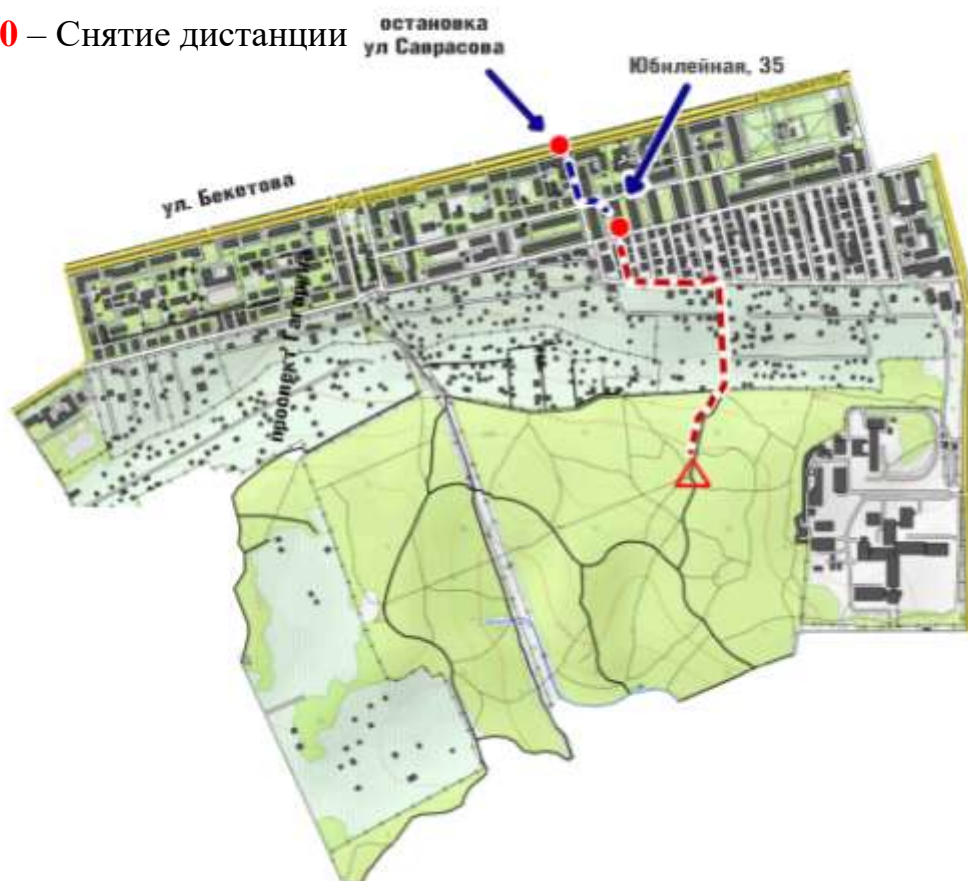 0 – Снятие дистанции
остановка
ул Саврасова
Юбилейная, 35
ул. Бекетова
проспект Гагарина